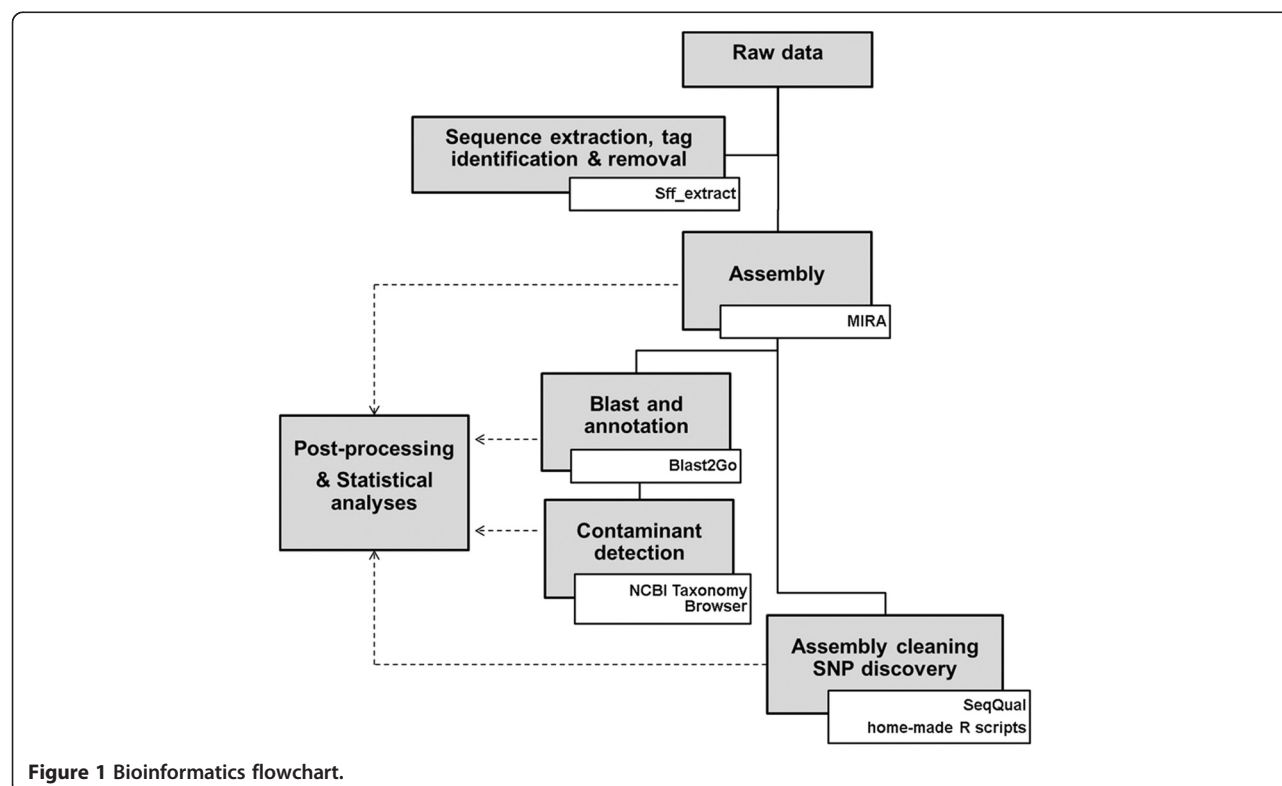 Raw data
Sequence extraction, tag
identification & removal
Sff_extract
Assembly
MIRA
Blast and
annotation
Blast2Go
Post-processing
& Statistical
analyses
Contaminant
detection
NCBI Taxonomy
Browser
Assembly cleaning
SNP discovery
SeqQual
home-made R scripts
Figure 1 Bioinformatics flowchart.